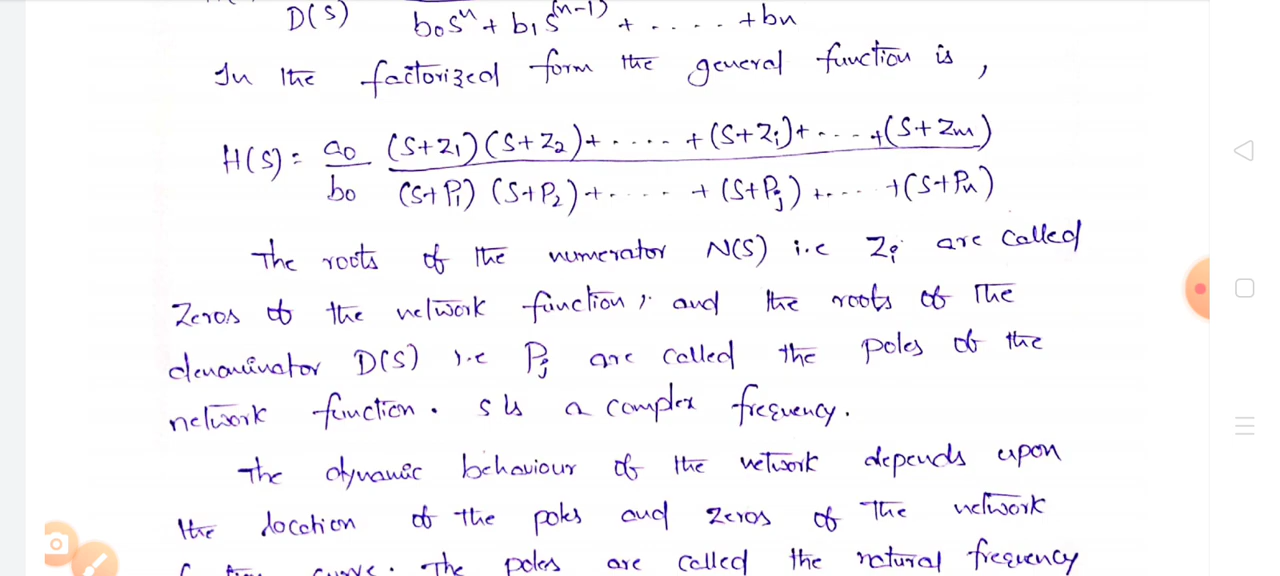 D(S) b₀sⁿ + b₁s⁽ⁿ⁻¹⁾ + ..... + bn
In the factorized form the general function is ,
H(S) = a₀/b₀ (S+Z₁)(S+Z₂)+ ..... + (S+Zᵢ)+ .... +(S+Zm) / (S+P₁) (S+P₂)+ ..... + (S+Pⱼ) +.... +(S+Pn)
The roots of the numerator N(S) i.e Zᵢ are called
Zeros of the network function, and the roots of the
denominator D(S) i.e Pⱼ are called the poles of the
network function. S is a complex frequency.
The dynamic behaviour of the network depends upon
the location of the poles and zeros of the network
curve. The poles are called the natural frequency